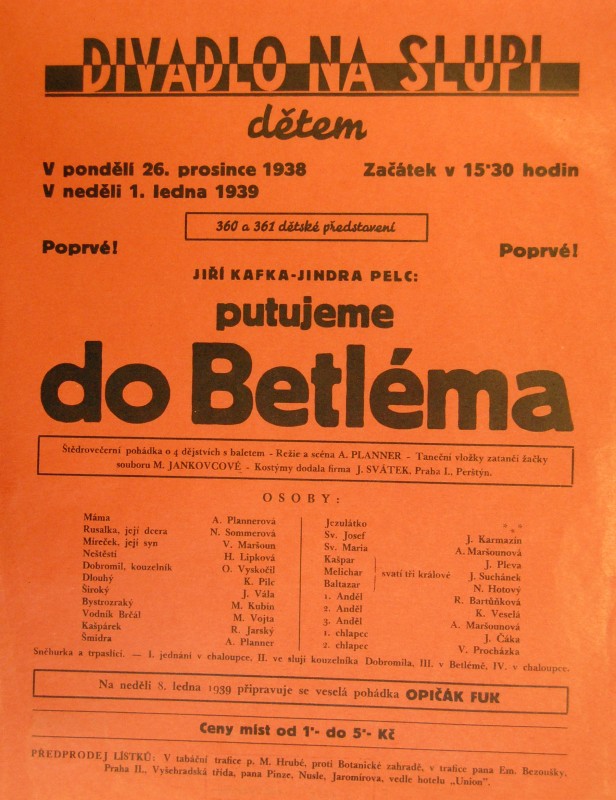 DIVADLO NA SLUPI
dětem
V pondělí 26. prosince 1938 Začátek v 15·30 hodin
V neděli 1. ledna 1939
360 a 361 dětské představení
Poprvé! Poprvé!
JIŘÍ KAFKA-JINDRA PELC:
putujeme
do Betléma
Štědrovečerní pohádka o 4 dějstvích s baletem - Režie a scéna A. PLANNER - Taneční vložky zatančí žačky
souboru M. JANKOVCOVÉ - Kostýmy dodala firma J. SVÁTEK, Praha I., Perštýn.
OSOBY:
Máma A. Plannerová
Rusalka, její dcera N. Sommerová
Mireček, její syn V. Maršoun
Neštěstí H. Lipková
Dobromil, kouzelník O. Vyskočil
Dlouhý K. Pilc
Široký J. Vála
Bystrozraký M. Kubín
Vodník Brčál M. Vojta
Kašpárek R. Jarský
Šmidra A. Planner
Jezulátko * * *
Sv. Josef J. Karmazín
Sv. Maria A. Maršounová
Kašpar J. Pleva
Melichar svatí tři králové J. Suchánek
Baltazar N. Hotový
1. Anděl R. Bartůňková
2. Anděl K. Veselá
3. Anděl A. Maršounová
1. chlapec J. Čáka
2. chlapec V. Procházka
Sněhurka a trpaslíci. — I. jednání v chaloupce, II. ve sluji kouzelníka Dobromila, III. v Betlémě, IV. v chaloupce.
Na neděli 8. ledna 1939 připravuje se veselá pohádka OPIČÁK FUK
Ceny míst od 1·- do 5·- Kč
PŘEDPRODEJ LÍSTKŮ: V tabáční trafice p. M. Hrubé, proti Botanické zahradě, v trafice pana Em. Bezoušky,
Praha II., Vyšehradská třída, pana Pinze, Nusle, Jaromírova, vedle hotelu „Union".